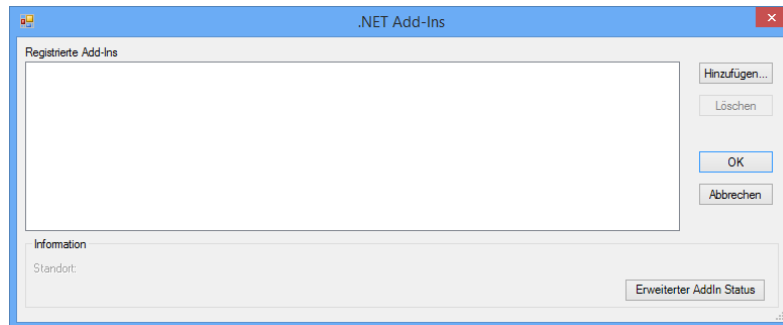 .NET Add-Ins
Registrierte Add-Ins
Hinzufügen...
Löschen
OK
Abbrechen
Information
Standort:
Erweiterter AddIn Status